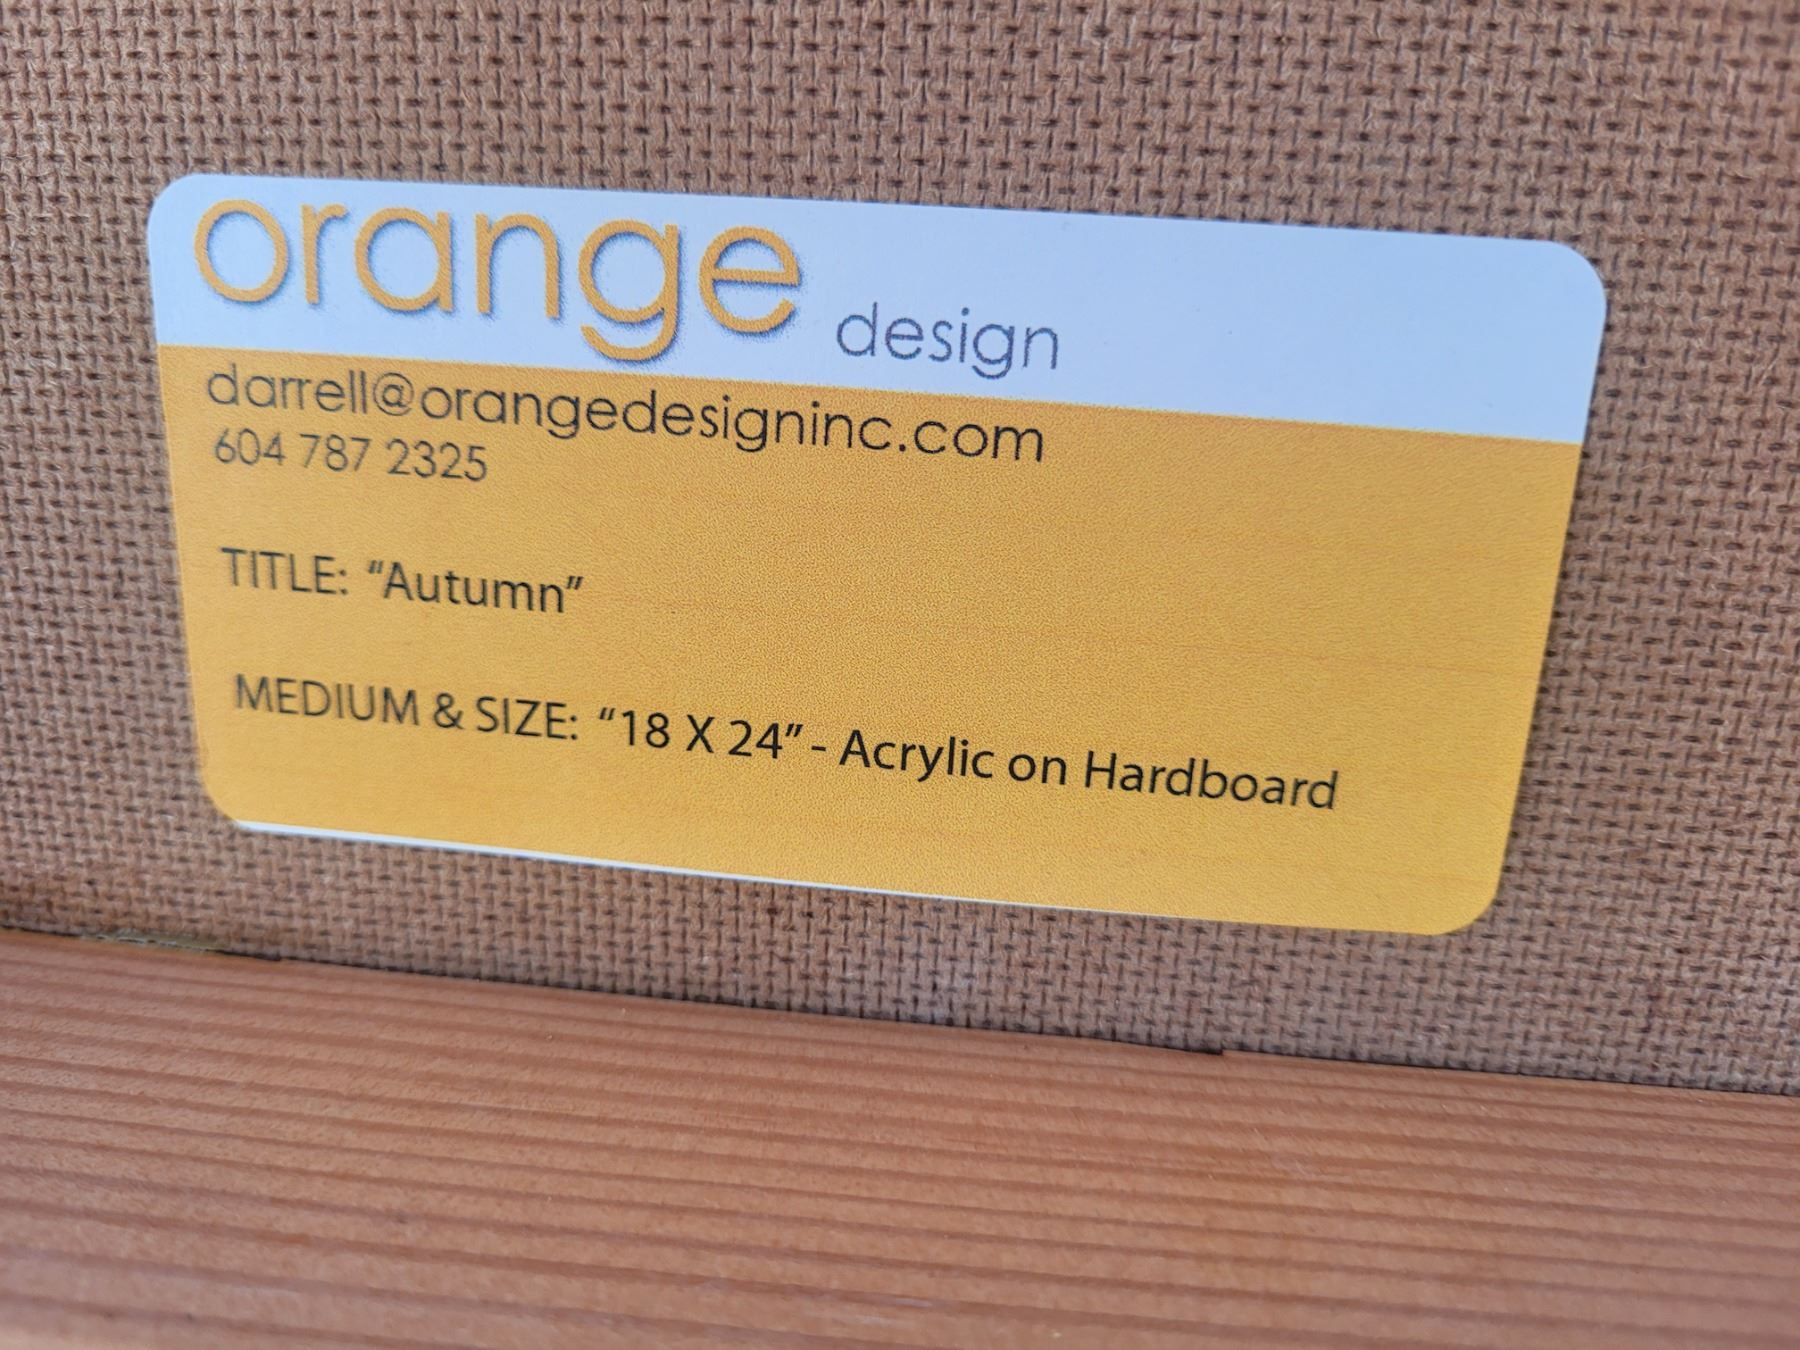 orange design
darrell@orangedesigninc.com
604 787 2325
TITLE: “Autumn”
MEDIUM & SIZE: “18 X 24” - Acrylic on Hardboard